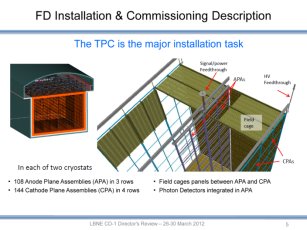 FD Installation & Commissioning Description
The TPC is the major installation task
Signal/power
Feedthrough
APAs
HV
Feedthrough
Field
cage
CPAs
In each of two cryostats
• 108 Anode Plane Assemblies (APA) in 3 rows
• 144 Cathode Plane Assemblies (CPA) in 4 rows
• Field cages panels between APA and CPA
• Photon Detectors integrated in APA
LBNE CD-1 Director's Review – 26-30 March 2012
5